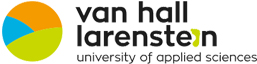 van hall
larenstein
university of applied sciences